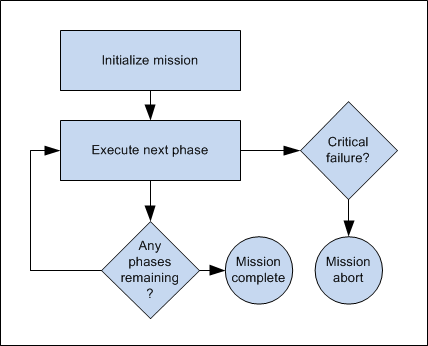 Initialize mission
Execute next phase
Critical
failure?
Any
phases
remaining
?
Mission
complete
Mission
abort